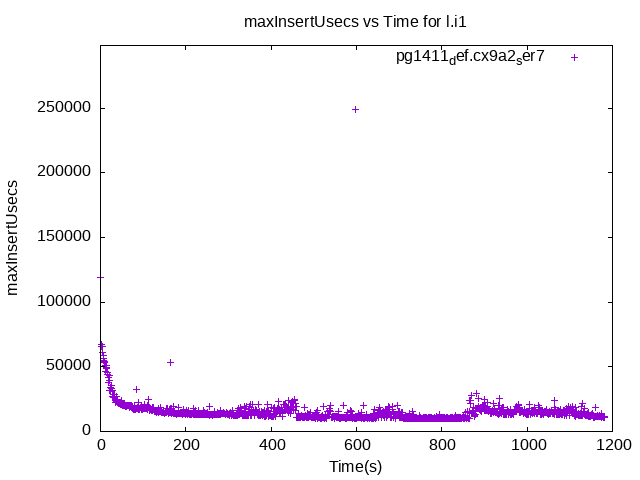 maxInsertUsecs vs Time for l.i1
pg1411_def.cx9a2_ser7
maxInsertUsecs
250000
200000
150000
100000
50000
0
0 200 400 600 800 1000 1200
Time(s)